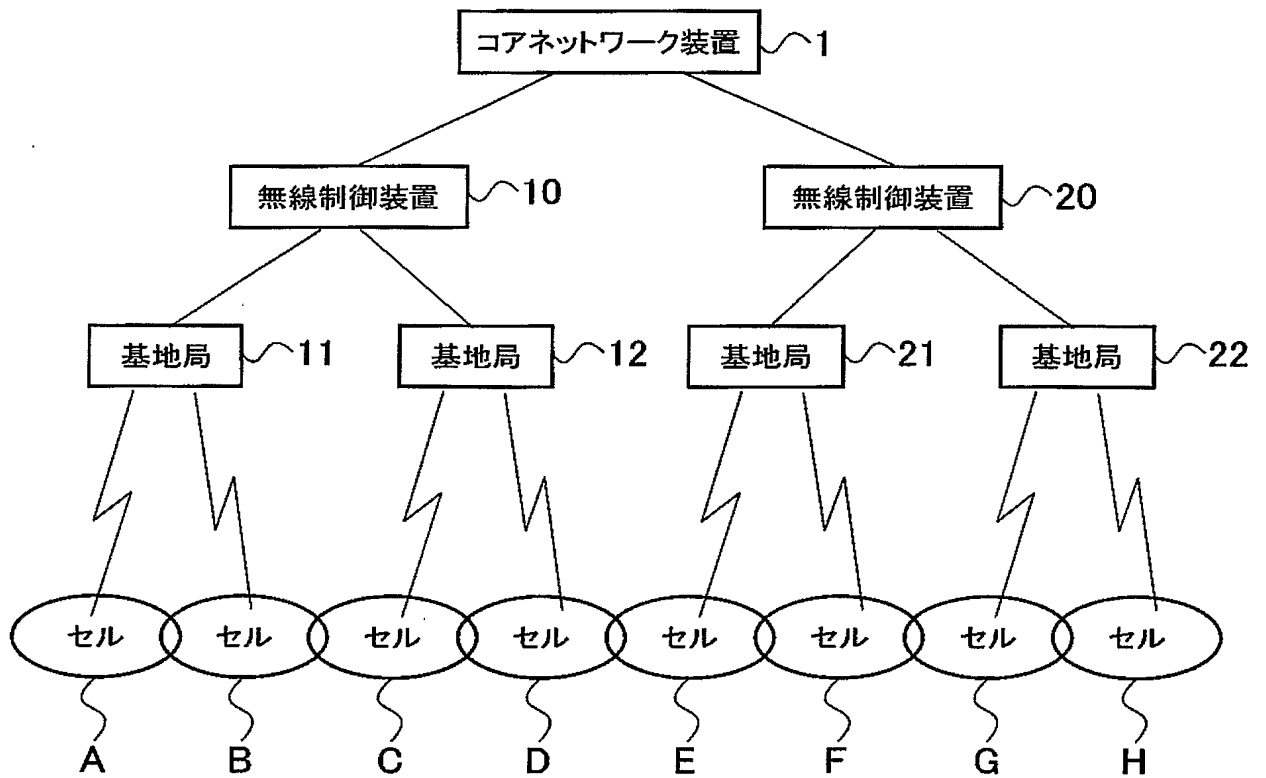 コアネットワーク装置 1
無線制御装置 10 無線制御装置 20
基地局 11 基地局 12 基地局 21 基地局 22
セル セル セル セル セル セル セル セル
A B C D E F G H